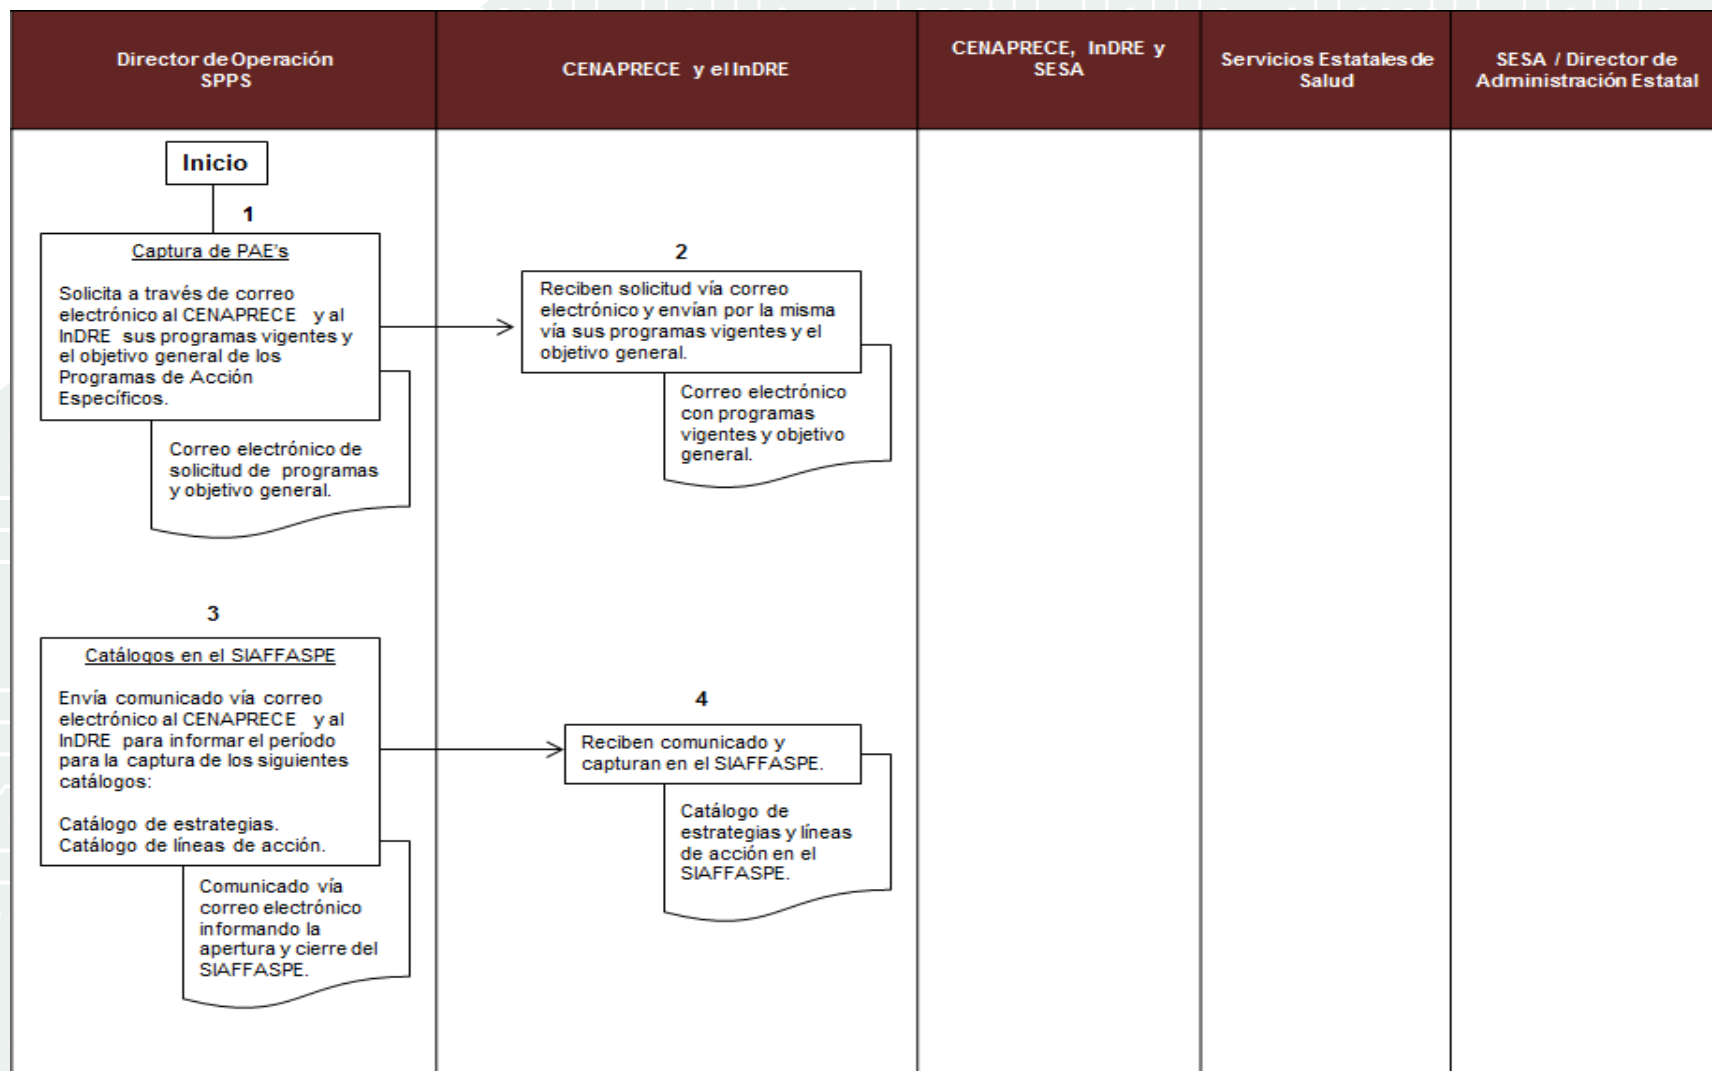 Director de Operación
SPPS
CENAPRECE y el InDRE
CENAPRECE, InDRE y
SESA
Servicios Estatales de
Salud
SESA / Director de
Administración Estatal
Inicio
1
Captura de PAE's
Solicita a través de correo
electrónico al CENAPRECE y al
InDRE sus programas vigentes y
el objetivo general de los
Programas de Acción
Específicos.
Correo electrónico de
solicitud de programas
y objetivo general.
2
Reciben solicitud vía correo
electrónico y envían por la misma
vía sus programas vigentes y el
objetivo general.
Correo electrónico
con programas
vigentes y objetivo
general.
3
Catálogos en el SIAFFASPE
Envía comunicado vía correo
electrónico al CENAPRECE y al
InDRE para informar el período
para la captura de los siguientes
catálogos:
Catálogo de estrategias.
Catálogo de líneas de acción.
Comunicado vía
correo electrónico
informando la
apertura y cierre del
SIAFFASPE.
4
Reciben comunicado y
capturan en el SIAFFASPE.
Catálogo de
estrategias y líneas
de acción en el
SIAFFASPE.